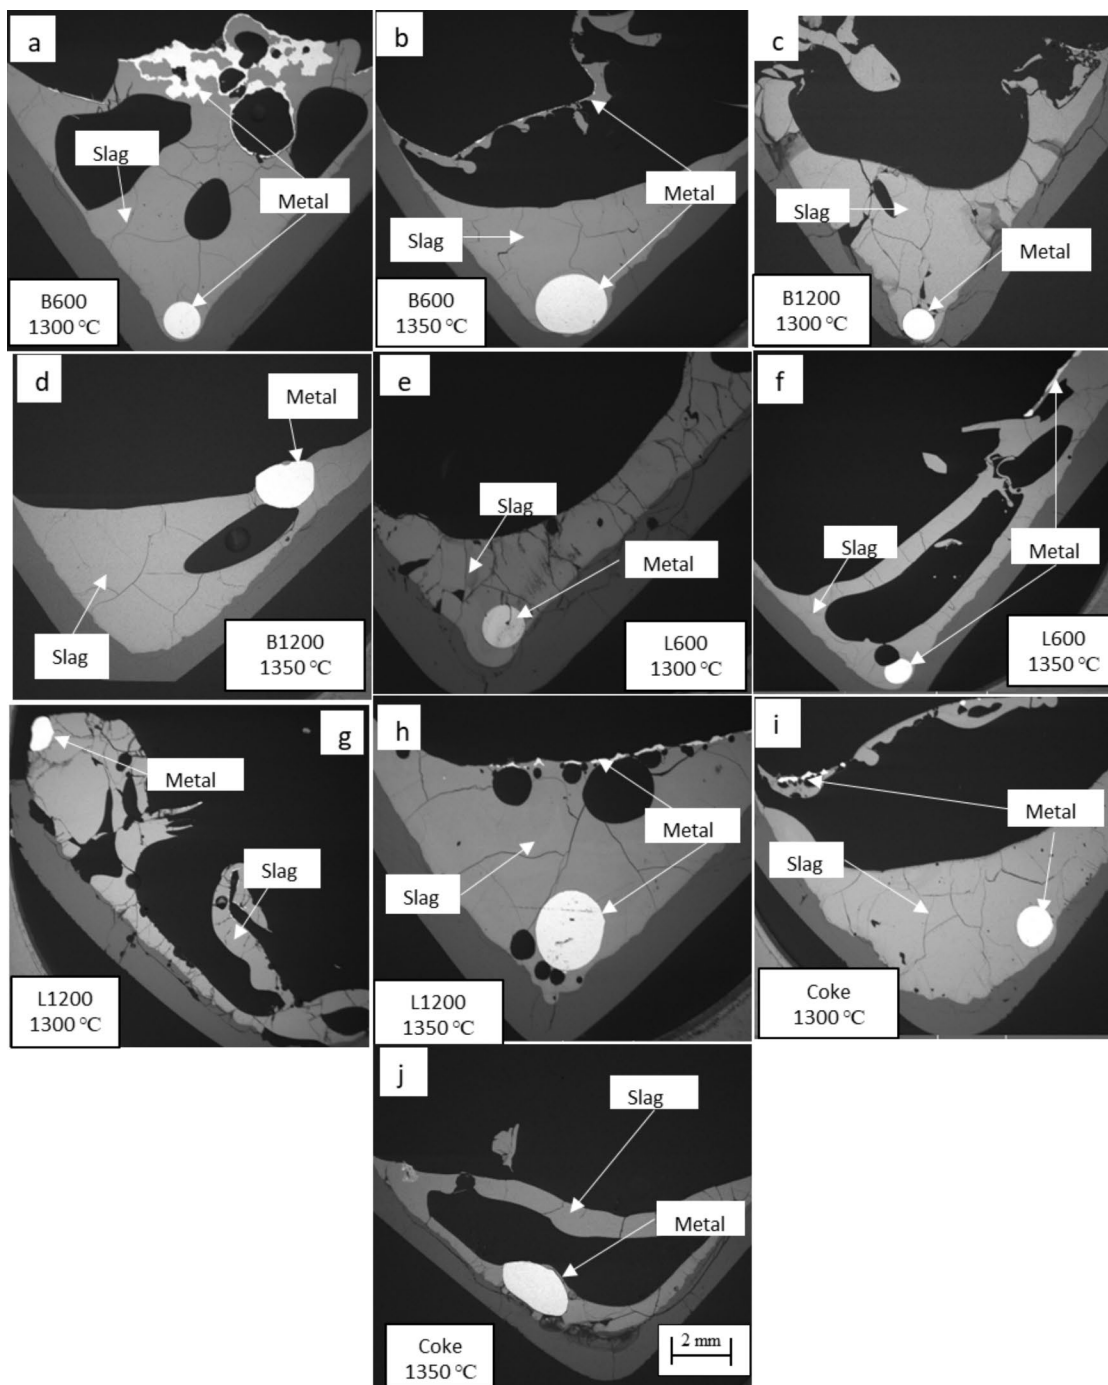 a
Slag
Metal
B600
1300 °C
b
Metal
Slag
B600
1350 °C
c
Slag
Metal
B1200
1300 °C
d
Metal
Slag
B1200
1350 °C
e
Slag
Metal
L600
1300 °C
f
Slag
Metal
L600
1350 °C
g
Metal
Slag
L1200
1300 °C
h
Metal
Slag
L1200
1350 °C
i
Metal
Slag
Coke
1300 °C
j
Slag
Metal
Coke
1350 °C
2 mm